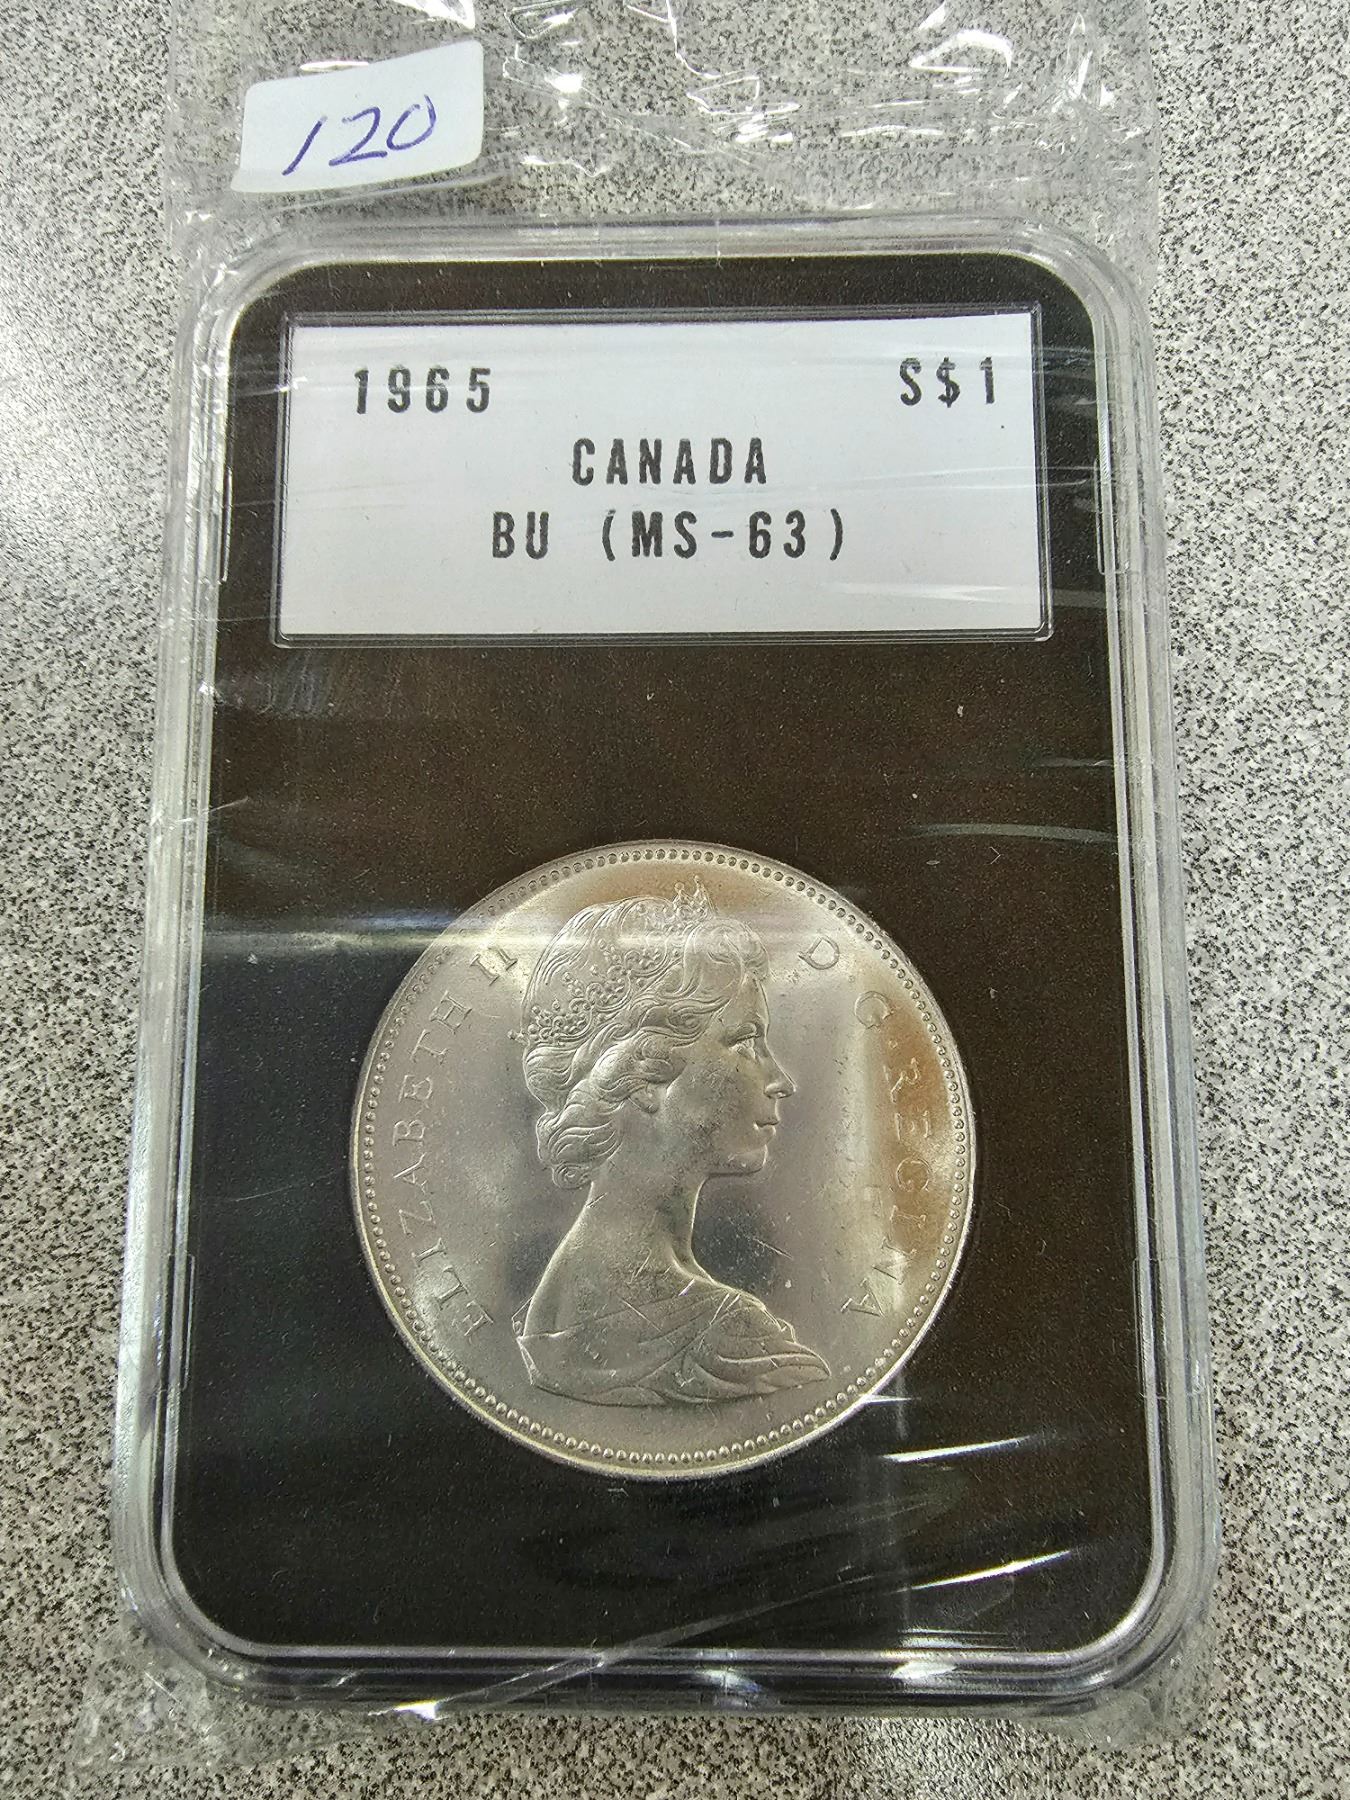 120
1965 S$1
CANADA
BU (MS-63)
ELIZABETH II D. G. REGINA